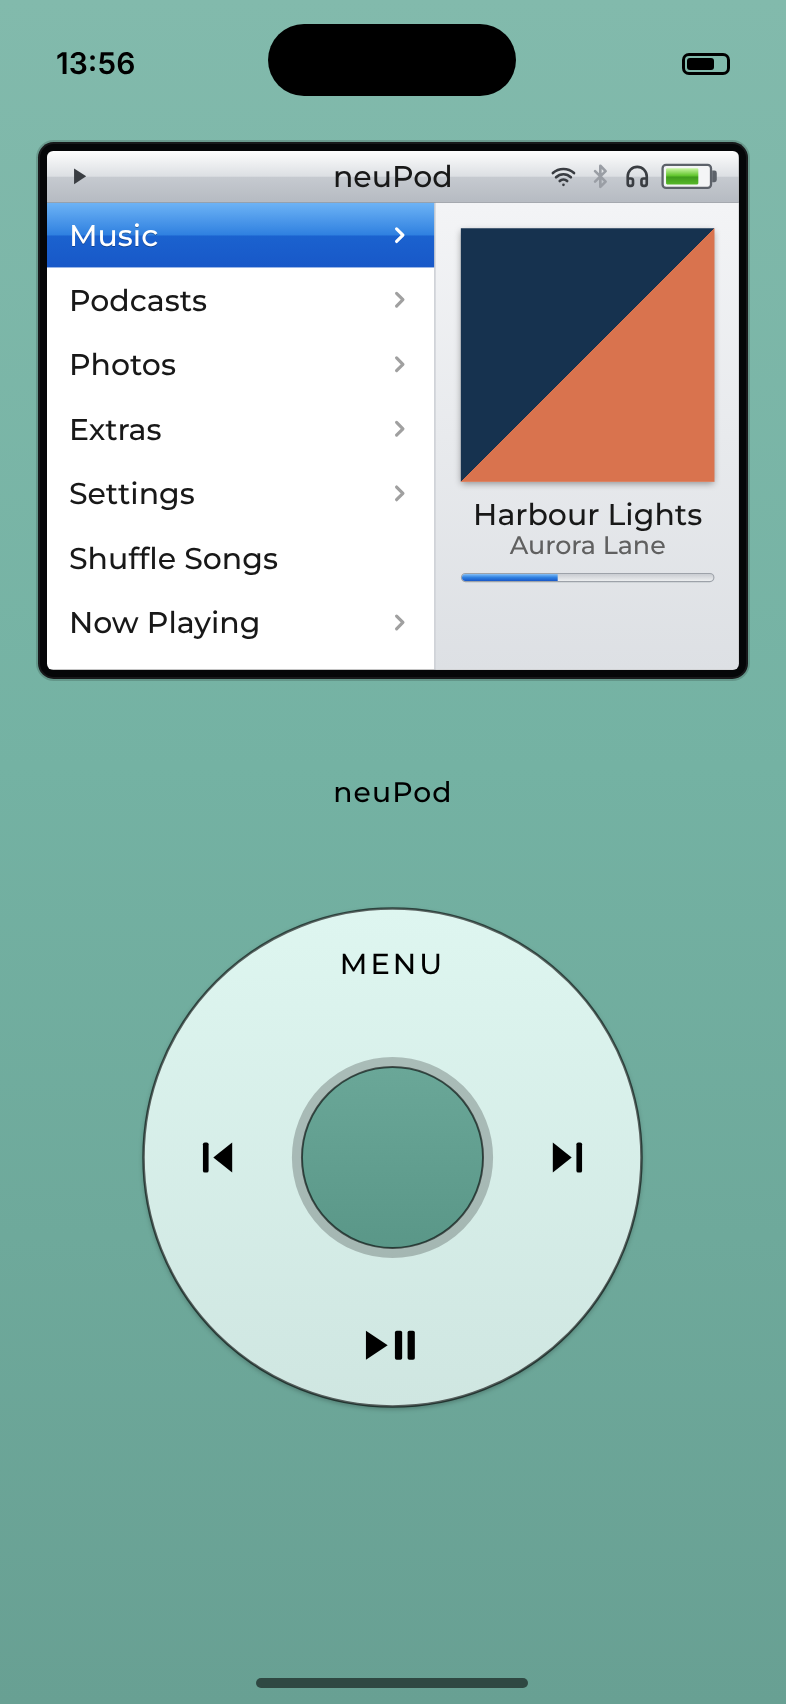 13:56
neuPod
Music
Podcasts
Photos
Extras
Settings
Shuffle Songs
Now Playing
Harbour Lights
Aurora Lane
neuPod
MENU